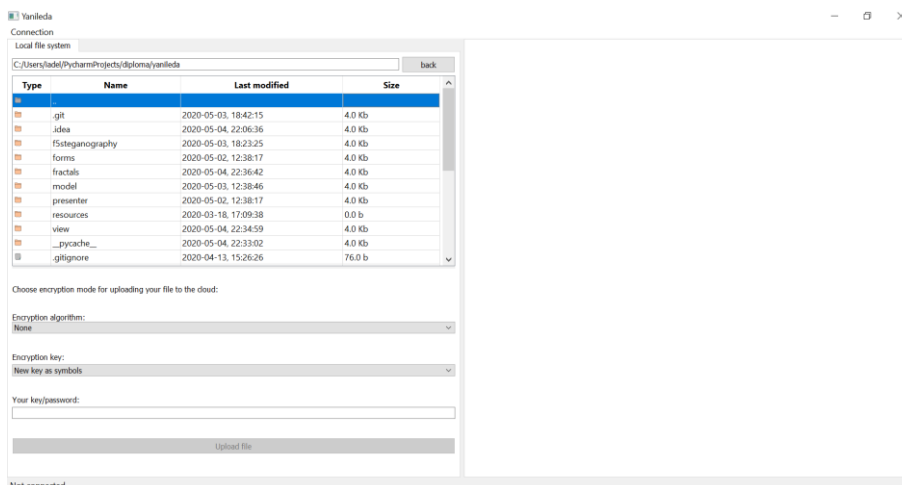 Yanileda
Connection
Local file system
C:/Users/ladel/PycharmProjects/diploma/yanileda back
Type Name Last modified Size
..
.git 2020-05-03, 18:42:15 4.0 Kb
.idea 2020-05-04, 22:06:36 4.0 Kb
f5steganography 2020-05-03, 18:23:25 4.0 Kb
forms 2020-05-02, 12:38:17 4.0 Kb
fractals 2020-05-04, 22:36:42 4.0 Kb
model 2020-05-03, 12:38:46 4.0 Kb
presenter 2020-05-02, 12:38:17 4.0 Kb
resources 2020-03-18, 17:09:38 0.0 b
view 2020-05-04, 22:34:59 4.0 Kb
__pycache__ 2020-05-04, 22:33:02 4.0 Kb
.gitignore 2020-04-13, 15:26:26 76.0 b
Choose encryption mode for uploading your file to the cloud:
Encryption algorithm:
None
Encryption key:
New key as symbols
Your key/password:
Upload file
Not connected